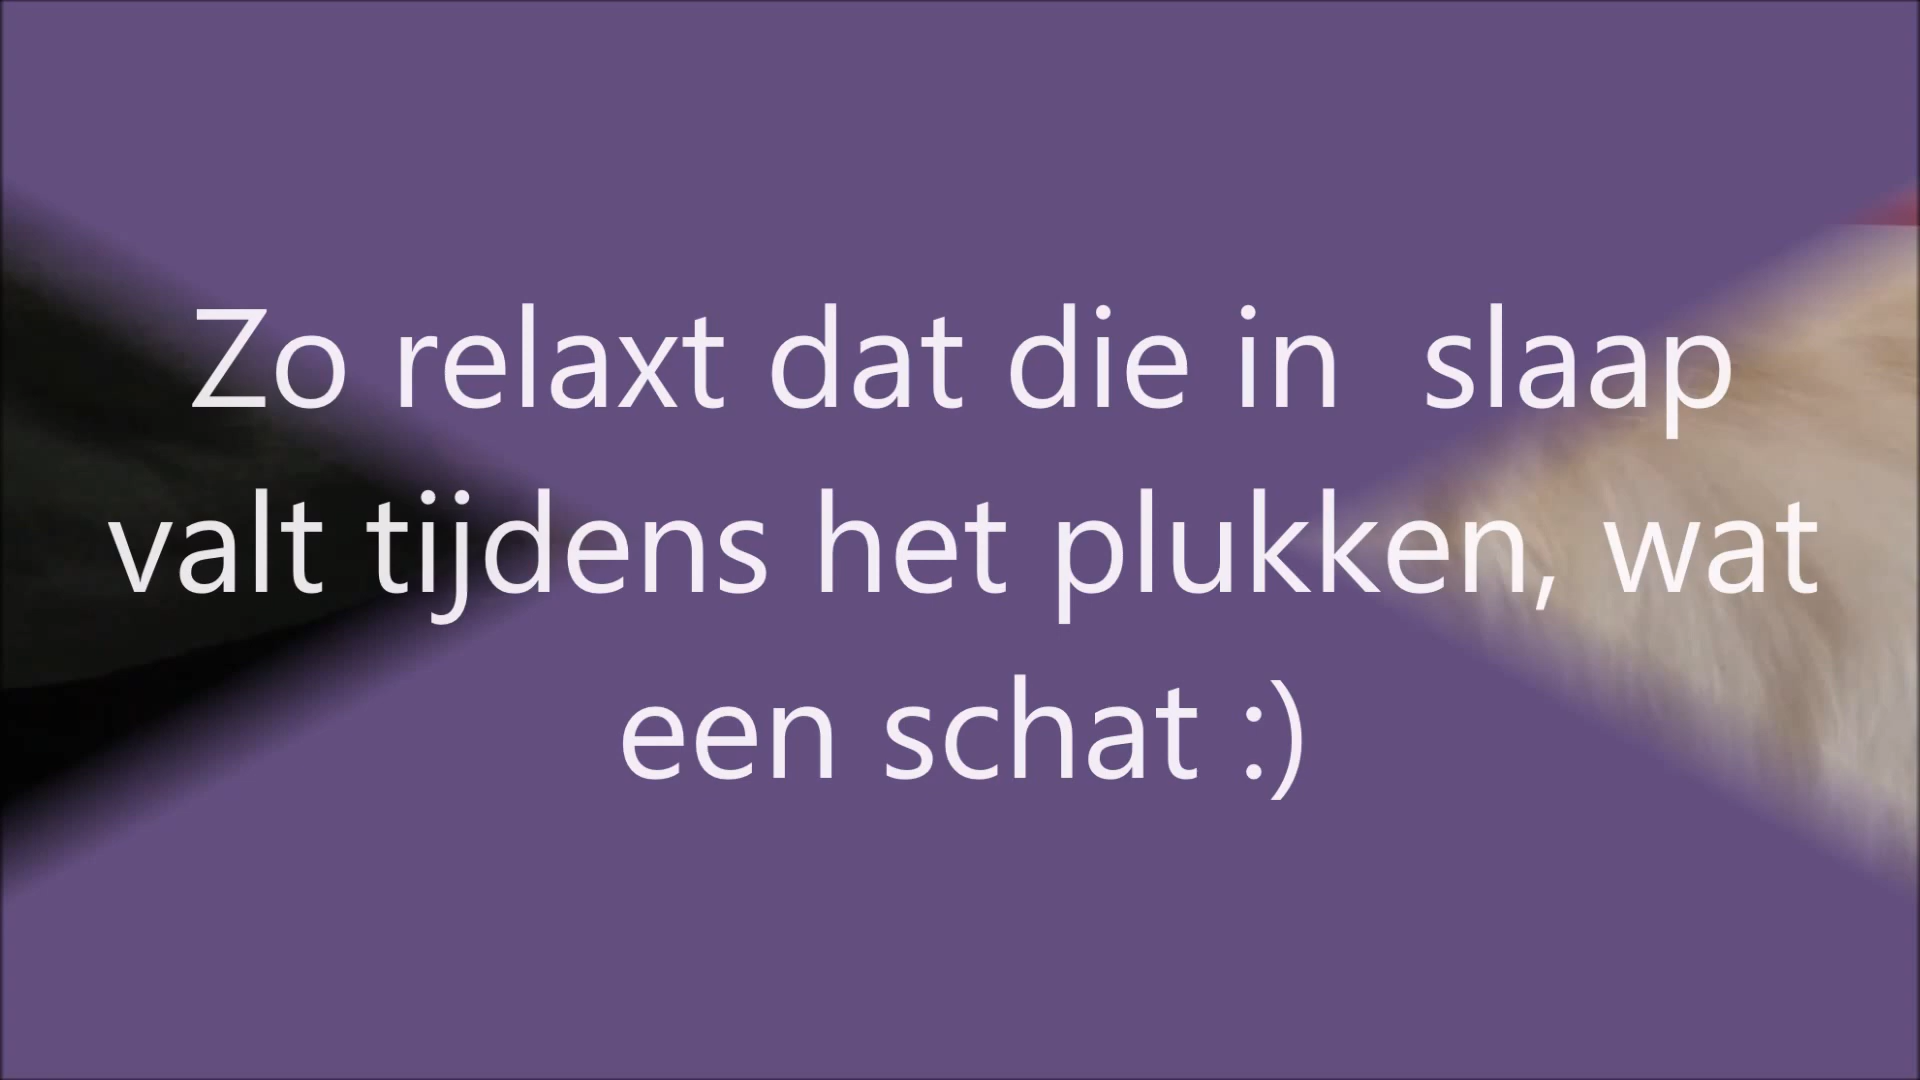 Zo relaxt dat die in  slaap
valt tijdens het plukken, wat
een schat :)